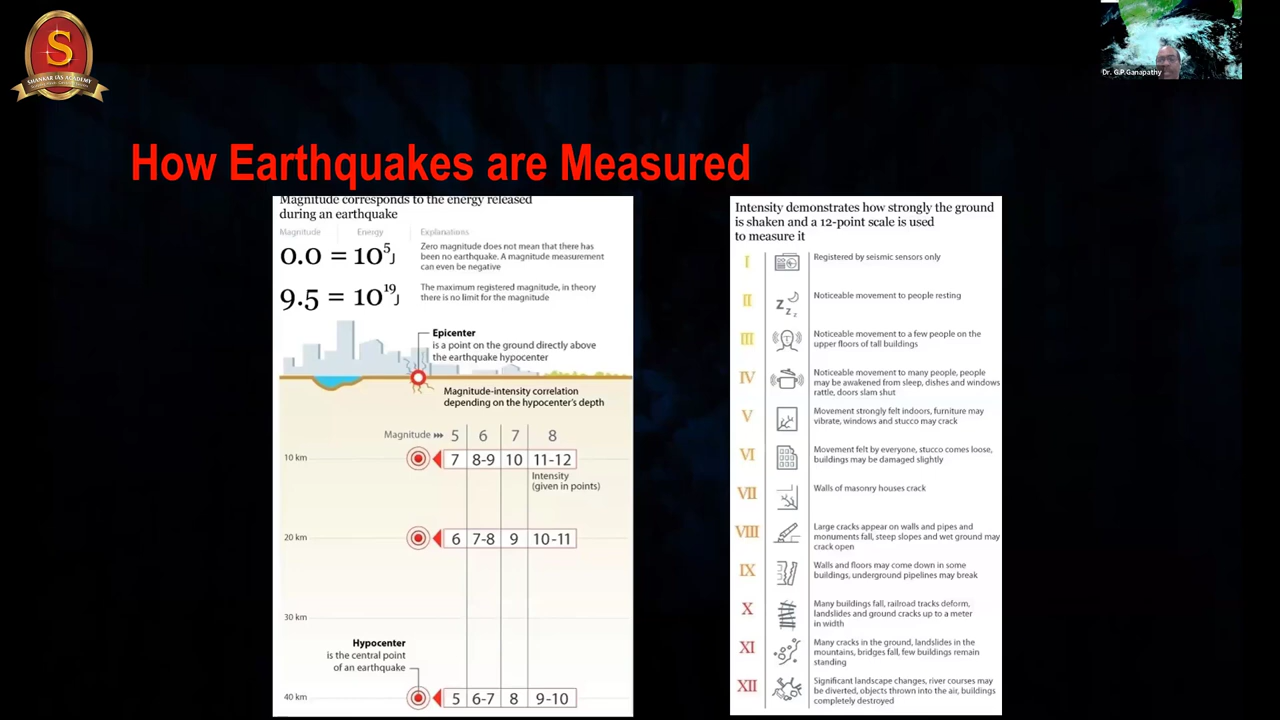 S
SHANKAR IAS ACADEMY
Dr. G.P.Ganapathy
How Earthquakes are Measured
Magnitude corresponds to the energy released
during an earthquake
Magnitude
Energy
Explanations
0.0 = 10⁵J
Zero magnitude does not mean that there has
been no earthquake. A magnitude measurement
can even be negative
9.5 = 10¹⁹J
The maximum registered magnitude, in theory
there is no limit for the magnitude
Epicenter
is a point on the ground directly above
the earthquake hypocenter
Magnitude-intensity correlation
depending on the hypocenter's depth
Magnitude 5 6 7 8
10 km 7 8-9 10 11-12
Intensity
(given in points)
20 km 6 7-8 9 10-11
30 km
Hypocenter
is the central point
of an earthquake
40 km 5 6-7 8 9-10
Intensity demonstrates how strongly the ground
is shaken and a 12-point scale is used
to measure it
I Registered by seismic sensors only
II zzz Noticeable movement to people resting
III Noticeable movement to a few people on the
upper floors of tall buildings
IV Noticeable movement to many people, people
may be awakened from sleep, dishes and windows
rattle, doors slam shut
V Movement strongly felt indoors, furniture may
vibrate, windows and stucco may crack
VI Movement felt by everyone, stucco comes loose,
buildings may be damaged slightly
VII Walls of masonry houses crack
VIII Large cracks appear on walls and pipes and
monuments fall, steep slopes and wet ground may
crack open
IX Walls and floors may come down in some
buildings, underground pipelines may break
X Many buildings fall, railroad tracks deform,
landslides and ground cracks up to a meter
in width
XI Many cracks in the ground, landslides in the
mountains, bridges fall, few buildings remain
standing
XII Significant landscape changes, river courses may
be diverted, objects thrown into the air, buildings
completely destroyed